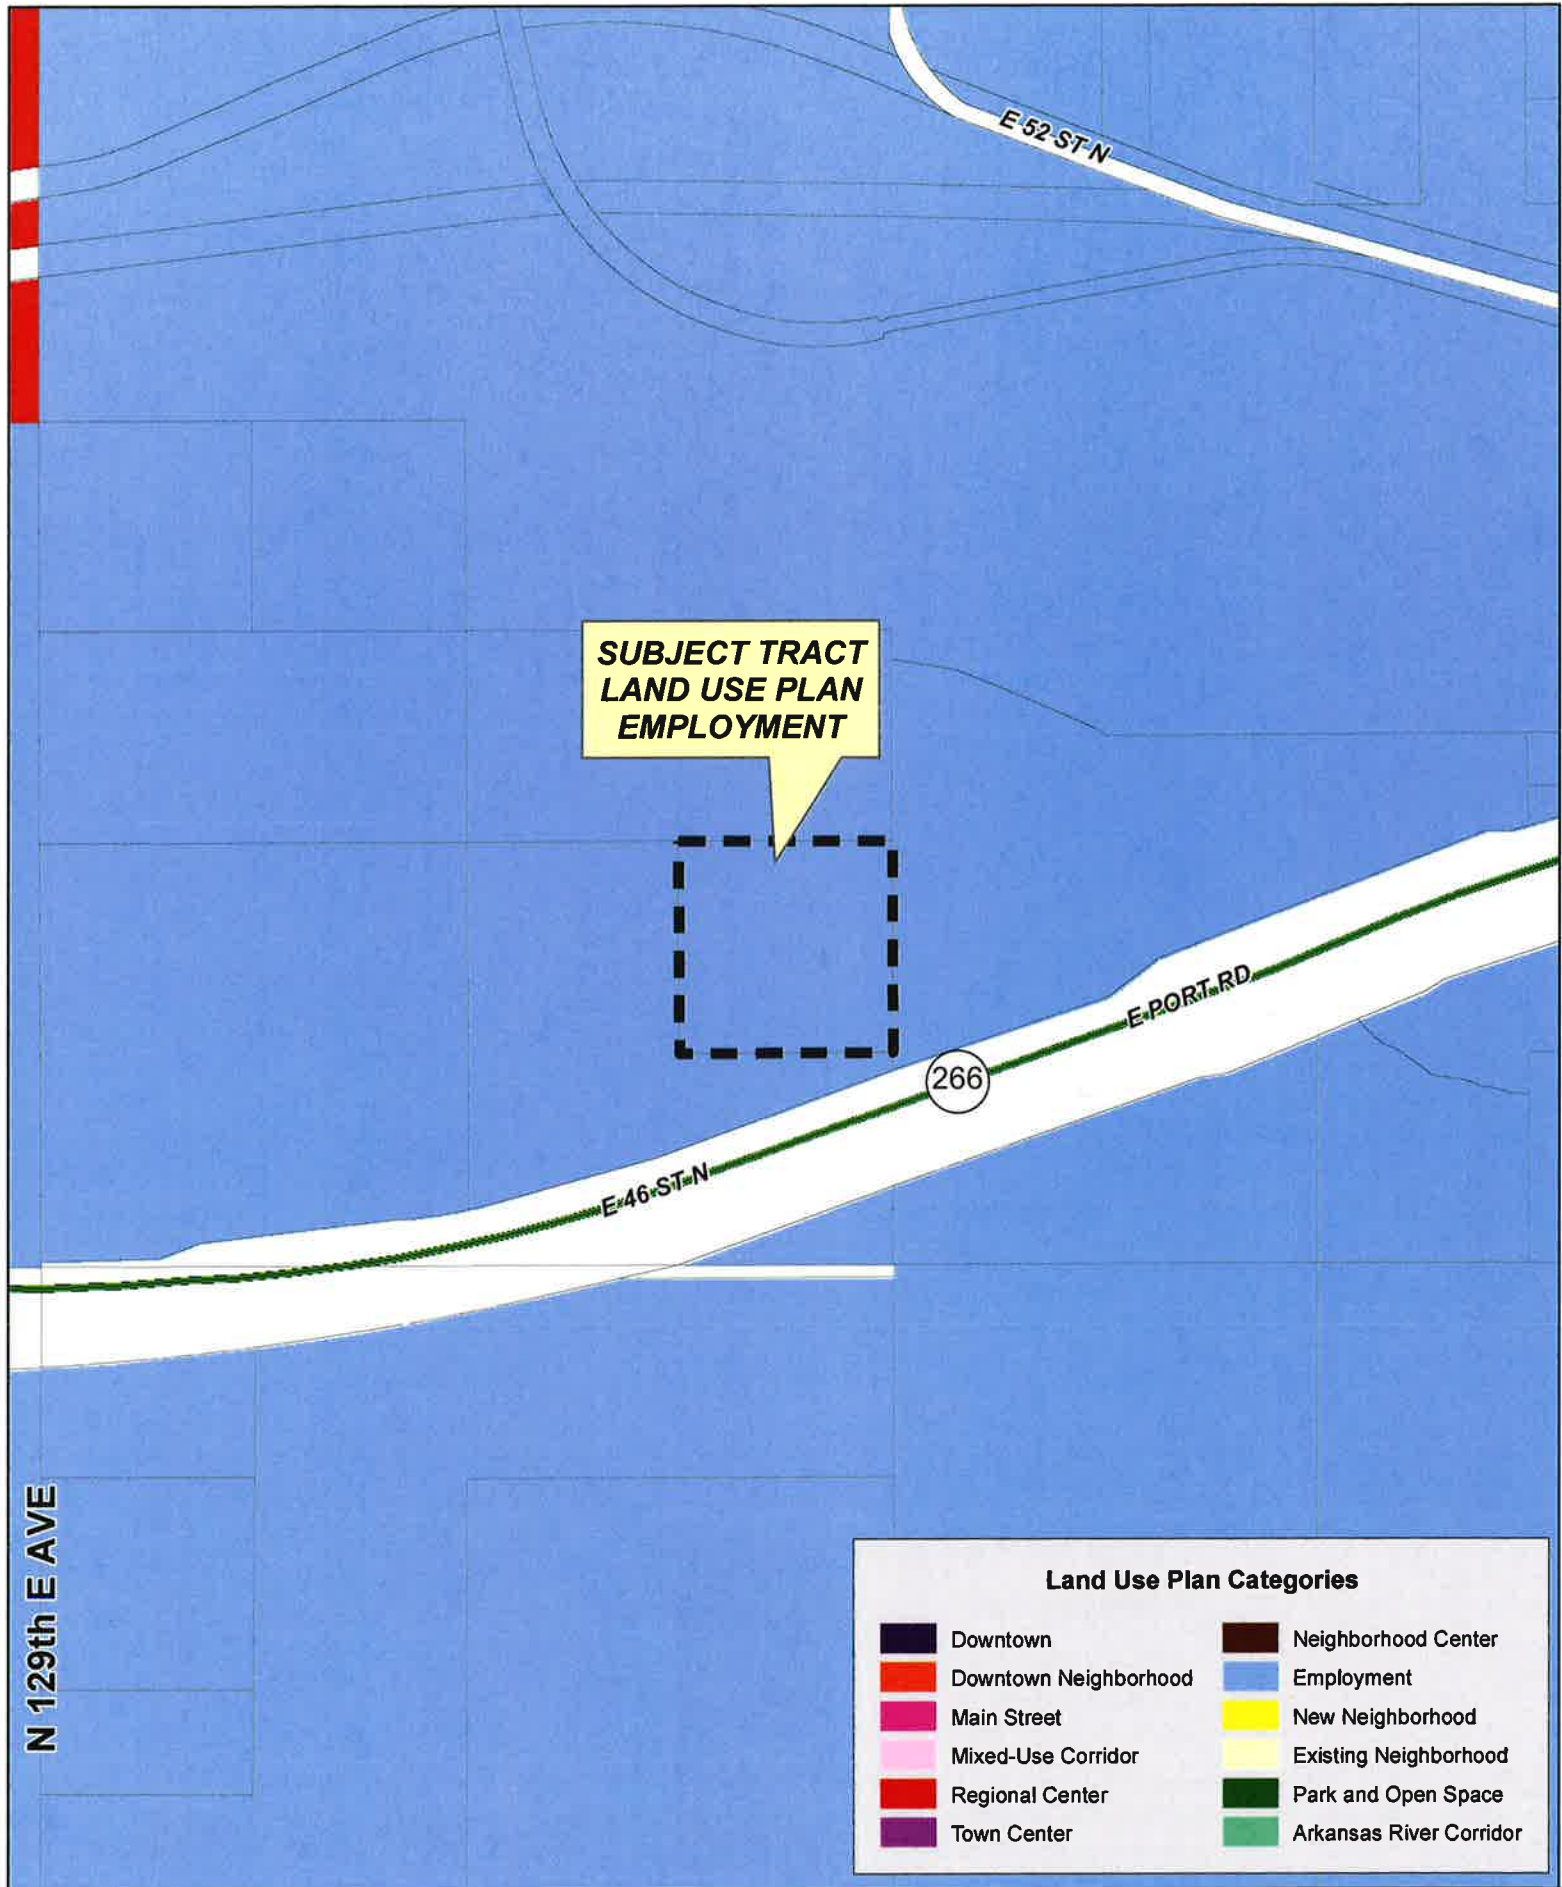 E 52 ST N
SUBJECT TRACT
LAND USE PLAN
EMPLOYMENT
E PORT RD
266
E 46 ST N
N 129th E AVE
Land Use Plan Categories
Downtown
Downtown Neighborhood
Main Street
Mixed-Use Corridor
Regional Center
Town Center
Neighborhood Center
Employment
New Neighborhood
Existing Neighborhood
Park and Open Space
Arkansas River Corridor